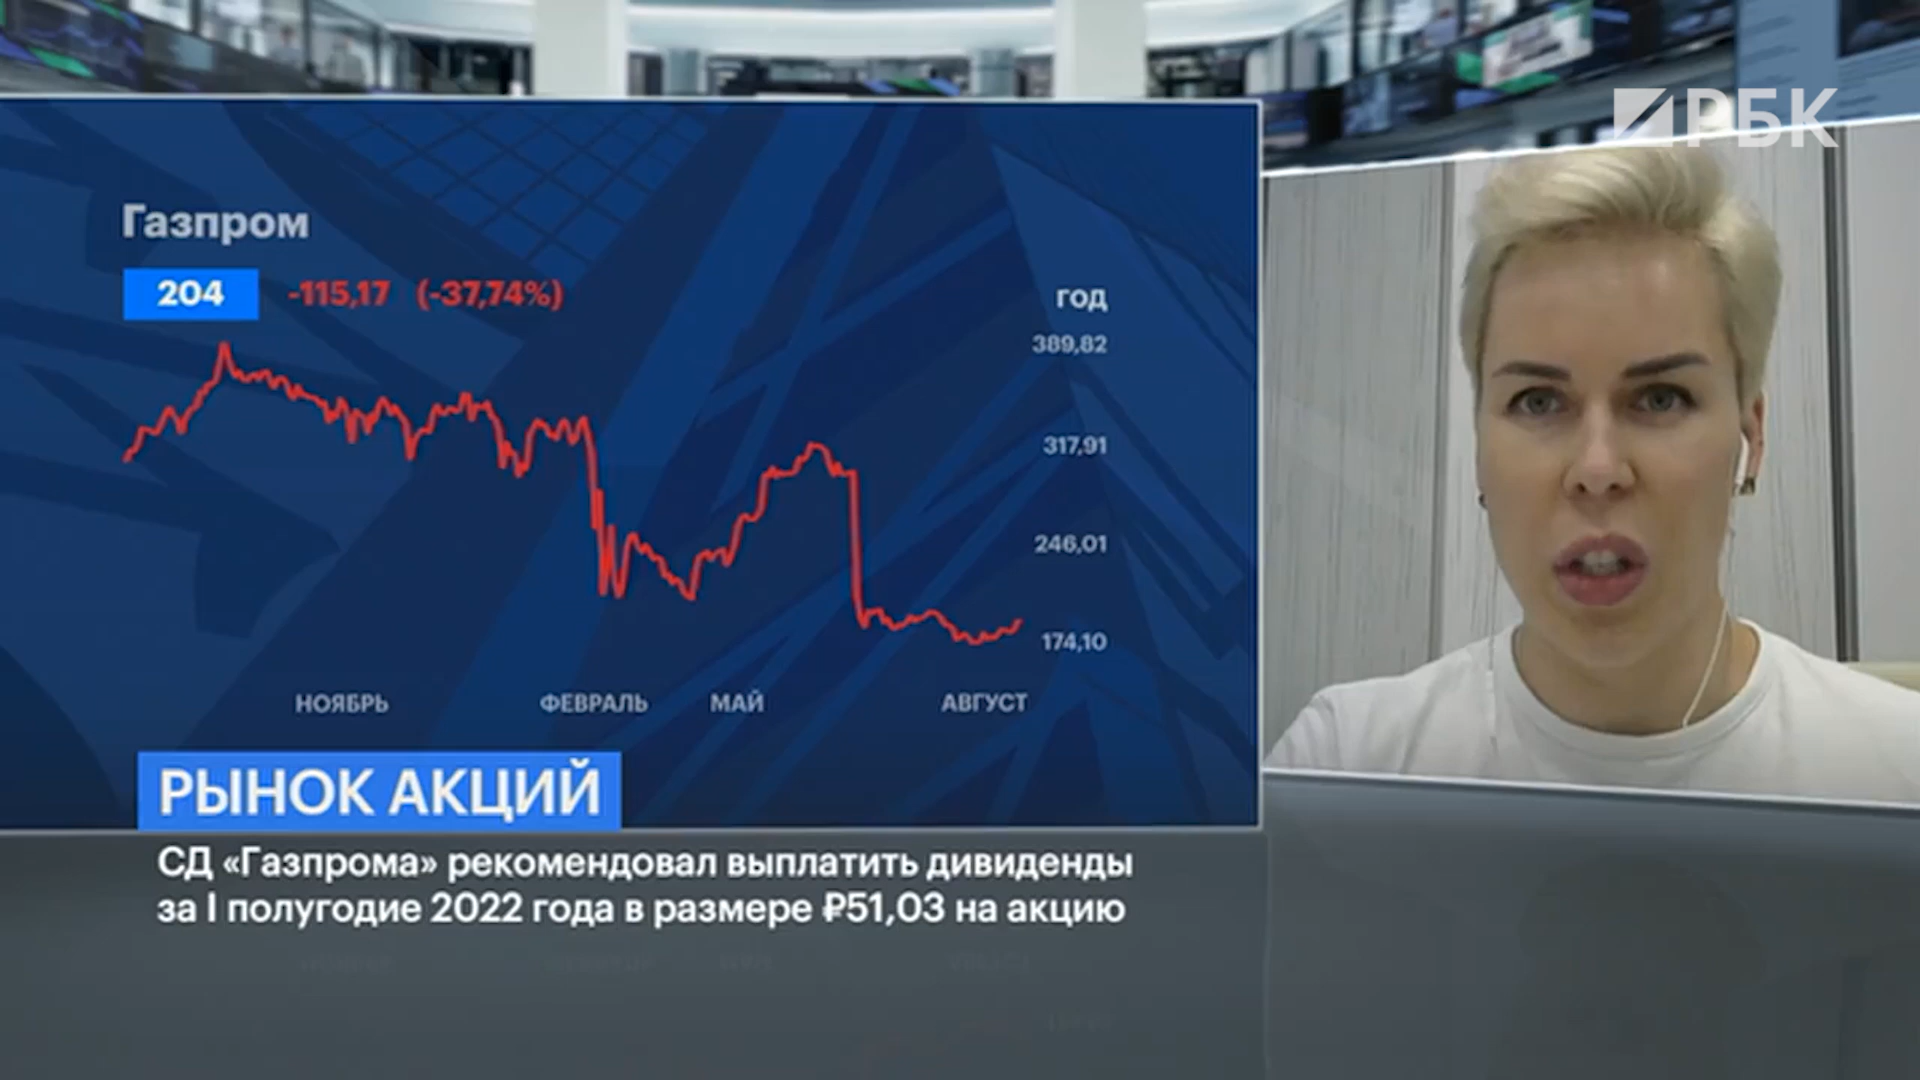 РБК
Газпром
204 -115,17 (-37,74%)
ГОД
389,82
317,91
246,01
174,10
НОЯБРЬ ФЕВРАЛЬ МАЙ АВГУСТ
РЫНОК АКЦИЙ
СД «Газпрома» рекомендовал выплатить дивиденды
за I полугодие 2022 года в размере ₽51,03 на акцию